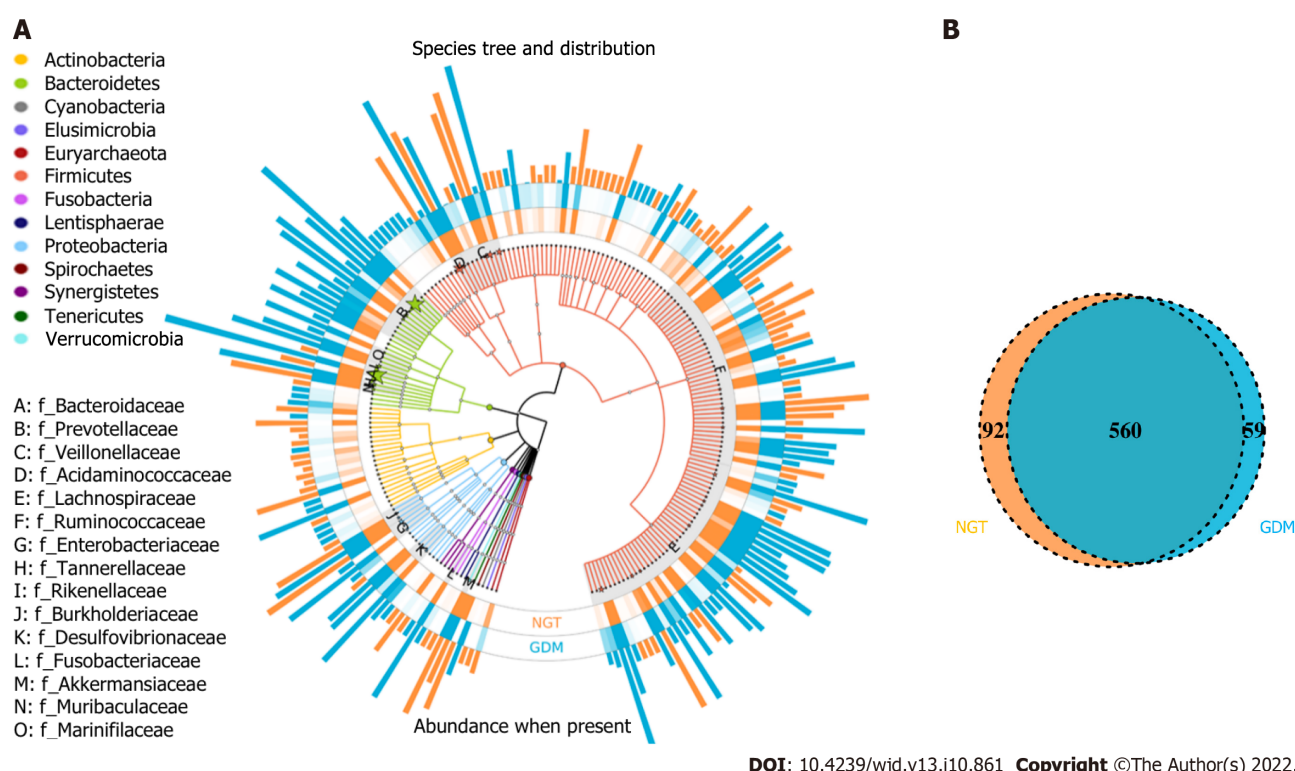 A
B
Species tree and distribution
Actinobacteria
Bacteroidetes
Cyanobacteria
Elusimicrobia
Euryarchaeota
Firmicutes
Fusobacteria
Lentisphaerae
Proteobacteria
Spirochaetes
Synergistetes
Tenericutes
Verrucomicrobia
A: f_Bacteroidaceae
B: f_Prevotellaceae
C: f_Veillonellaceae
D: f_Acidaminococcaceae
E: f_Lachnospiraceae
F: f_Ruminococcaceae
G: f_Enterobacteriaceae
H: f_Tannerellaceae
I: f_Rikenellaceae
J: f_Burkholderiaceae
K: f_Desulfovibrionaceae
L: f_Fusobacteriaceae
M: f_Akkermansiaceae
N: f_Muribaculaceae
O: f_Marinifilaceae
D
C
B
O
F
J
G
K
L
M
E
NGT
GDM
Abundance when present
92
560
59
NGT
GDM
DOI: 10.4239/wjd.v13.i10.861 Copyright ©The Author(s) 2022.